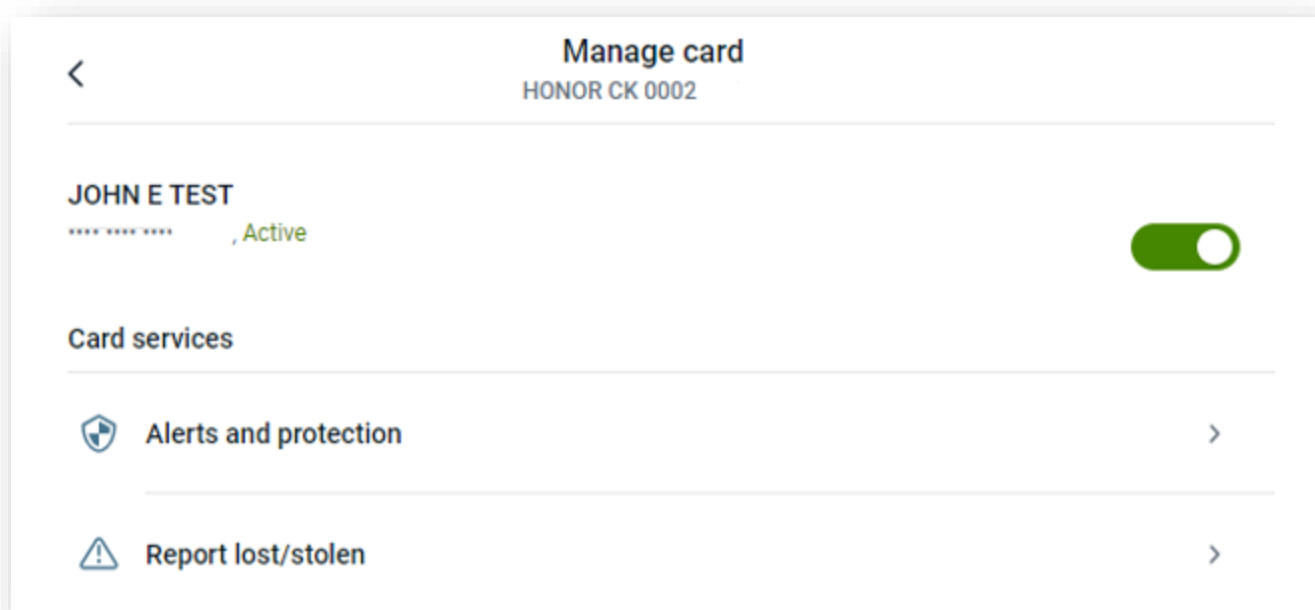 Manage card
HONOR CK 0002
JOHN E TEST
•••• •••• •••• , Active
Card services
Alerts and protection
Report lost/stolen